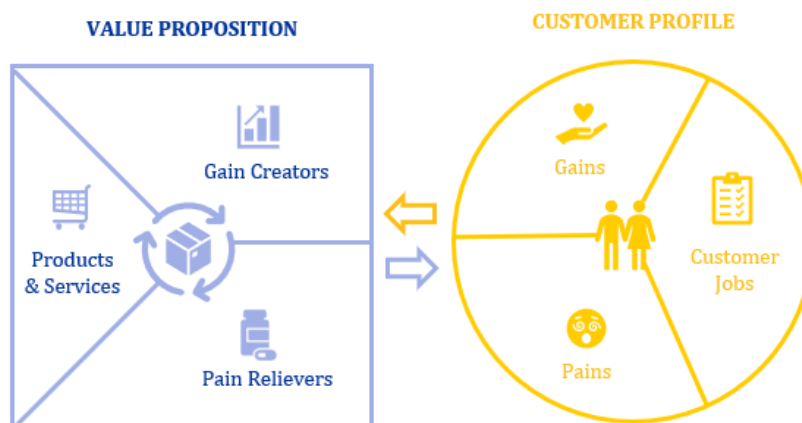 VALUE PROPOSITION
CUSTOMER PROFILE
Gain Creators
Products
& Services
Pain Relievers
Gains
Customer
Jobs
Pains